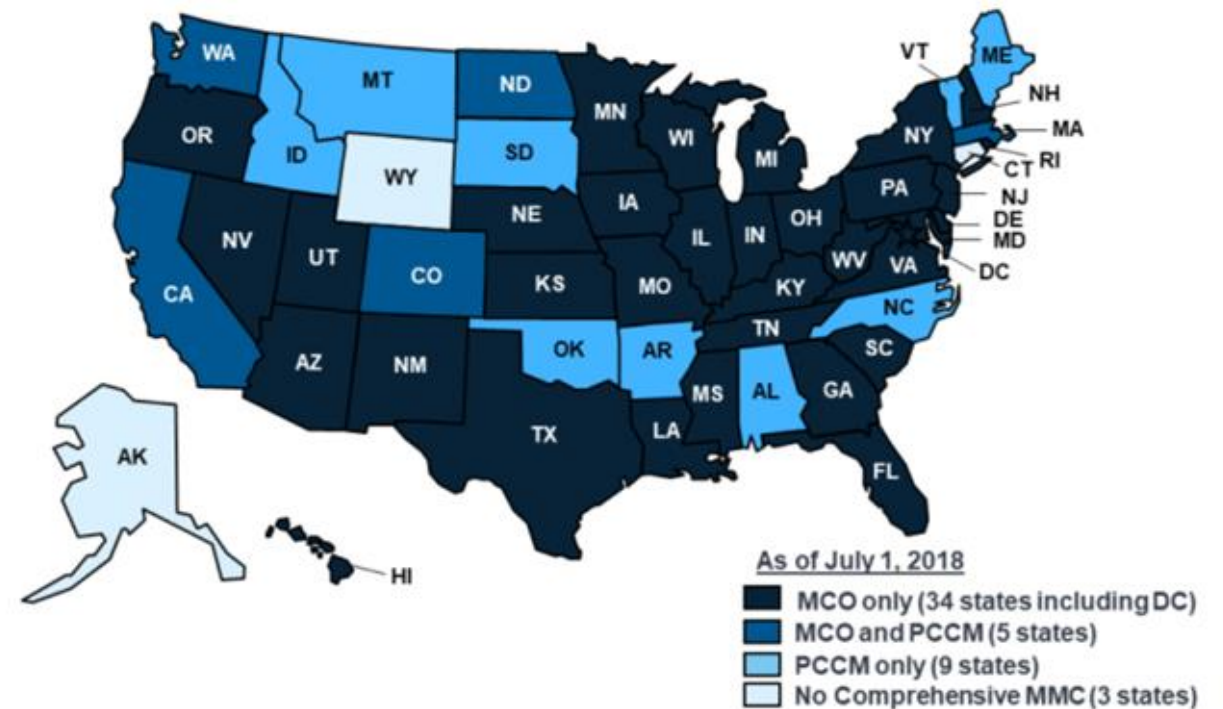 WA
MT
ND
MN
VT
ME
NH
OR
ID
SD
WI
MI
NY
MA
RI
CT
WY
IA
PA
NJ
NE
OH
DE
NV
UT
IL
IN
MD
CO
WV
VA
DC
CA
KS
MO
KY
NC
TN
OK
AR
SC
AZ
NM
MS
AL
GA
TX
LA
AK
FL
HI
As of July 1, 2018
MCO only (34 states including DC)
MCO and PCCM (5 states)
PCCM only (9 states)
No Comprehensive MMC (3 states)